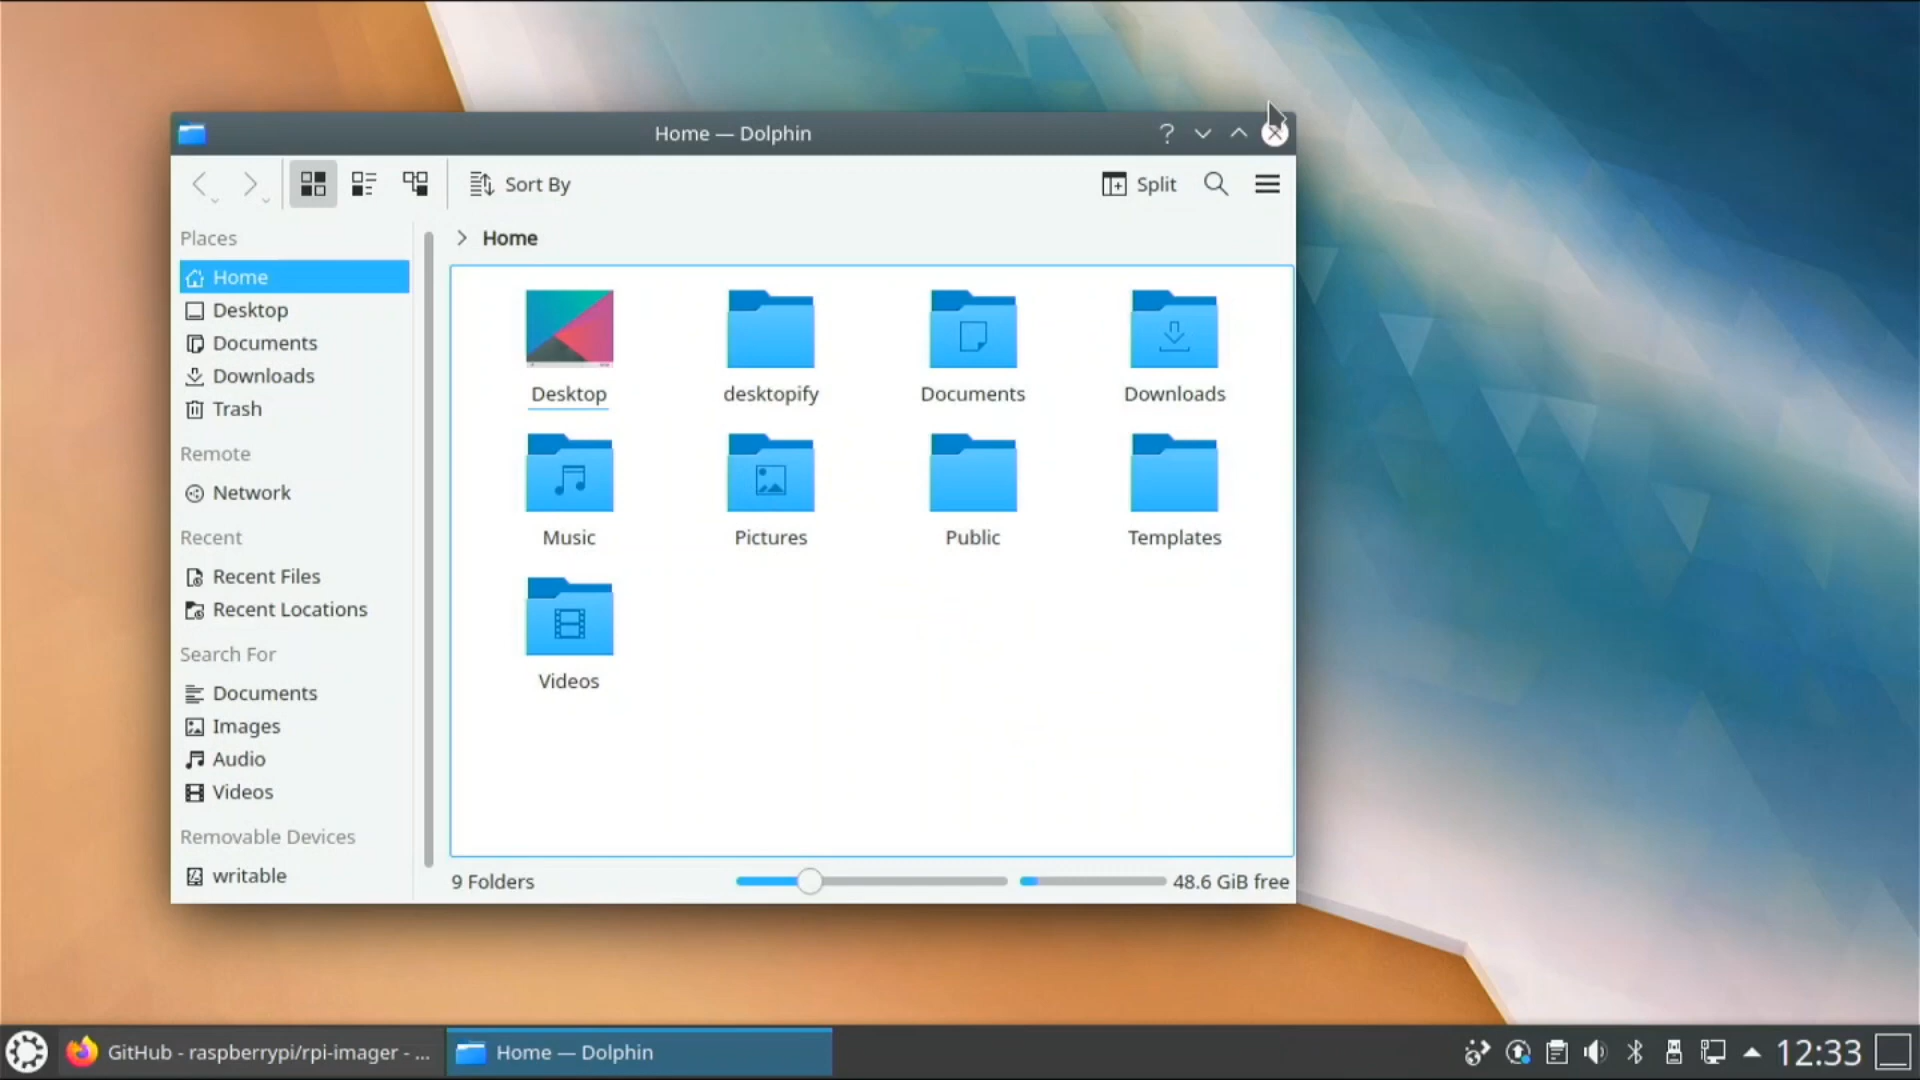 Home — Dolphin
Sort By
Split
Places
Home
Desktop
Documents
Downloads
Trash
Remote
Network
Recent
Recent Files
Recent Locations
Search For
Documents
Images
Audio
Videos
Removable Devices
writable
Home
Desktop
desktopify
Documents
Downloads
Music
Pictures
Public
Templates
Videos
9 Folders
48.6 GiB free
GitHub - raspberrypi/rpi-imager - ...
Home — Dolphin
12:33